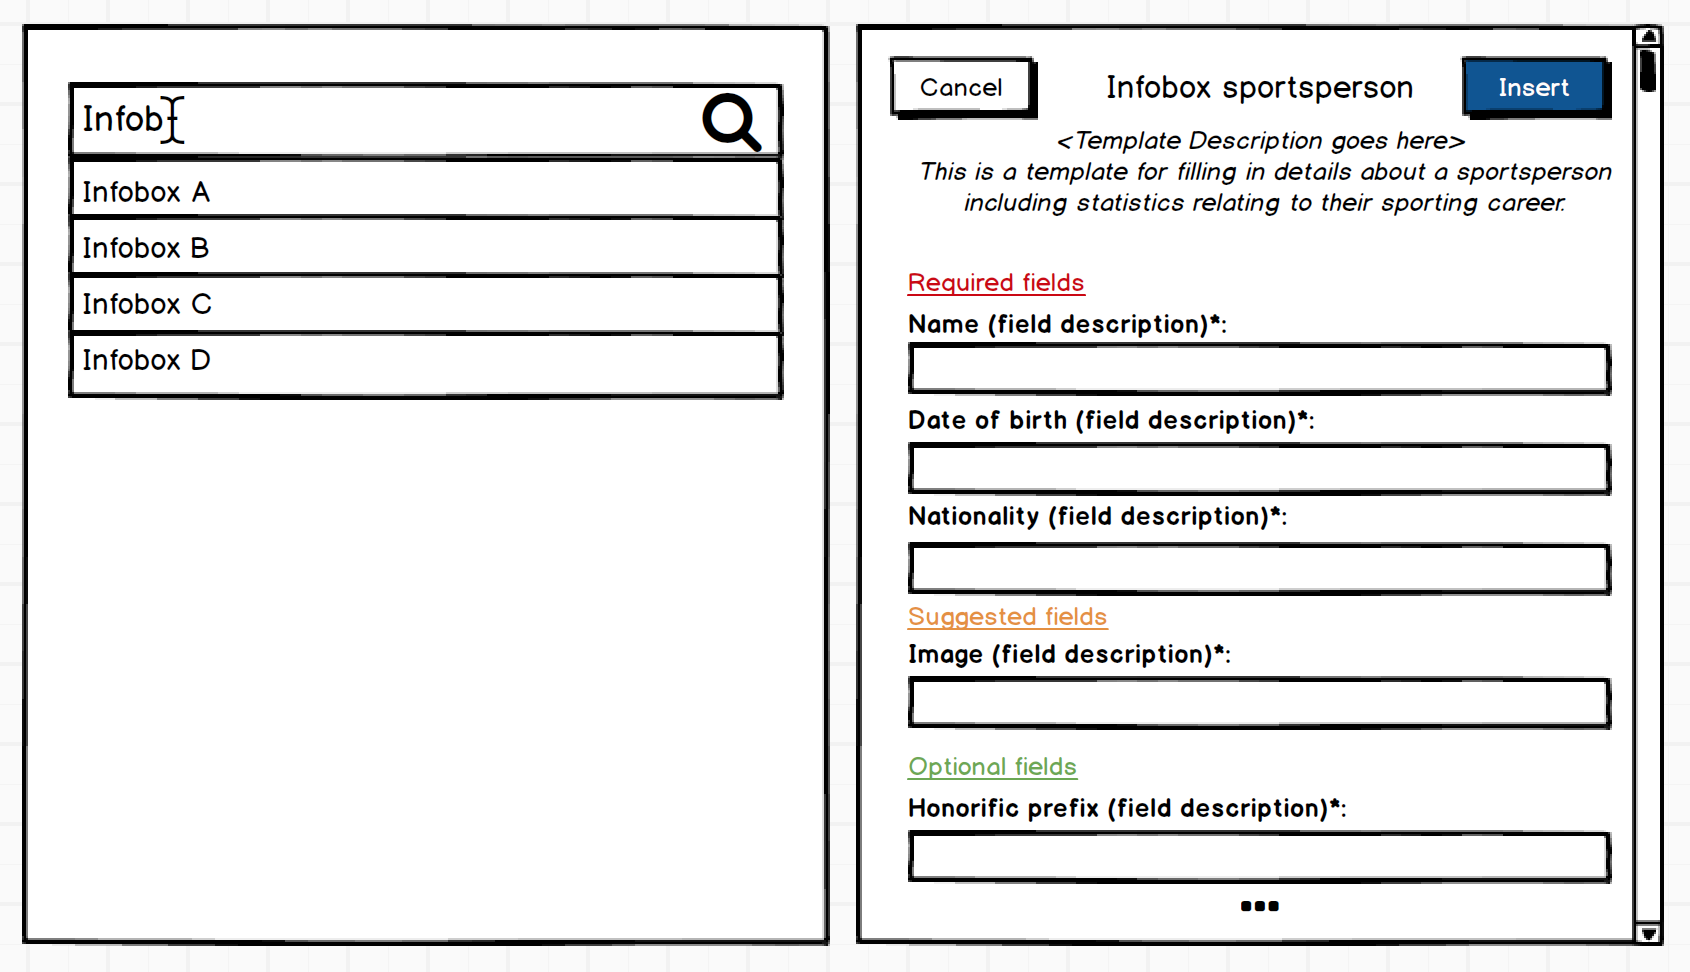 Infob
Infobox A
Infobox B
Infobox C
Infobox D
Cancel
Infobox sportsperson
Insert
<Template Description goes here>
This is a template for filling in details about a sportsperson
including statistics relating to their sporting career.
Required fields
Name (field description)*:
Date of birth (field description)*:
Nationality (field description)*:
Suggested fields
Image (field description)*:
Optional fields
Honorific prefix (field description)*:
...